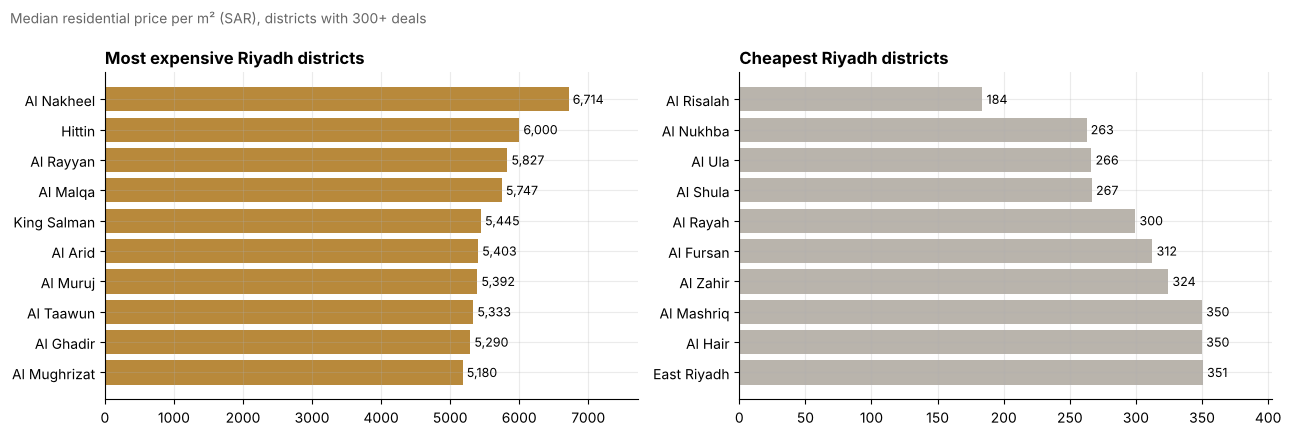 Median residential price per m² (SAR), districts with 300+ deals
Most expensive Riyadh districts
Al Nakheel 6,714
Hittin 6,000
Al Rayyan 5,827
Al Malqa 5,747
King Salman 5,445
Al Arid 5,403
Al Muruj 5,392
Al Taawun 5,333
Al Ghadir 5,290
Al Mughrizat 5,180
0 1000 2000 3000 4000 5000 6000 7000
Cheapest Riyadh districts
Al Risalah 184
Al Nukhba 263
Al Ula 266
Al Shula 267
Al Rayah 300
Al Fursan 312
Al Zahir 324
Al Mashriq 350
Al Hair 350
East Riyadh 351
0 50 100 150 200 250 300 350 400